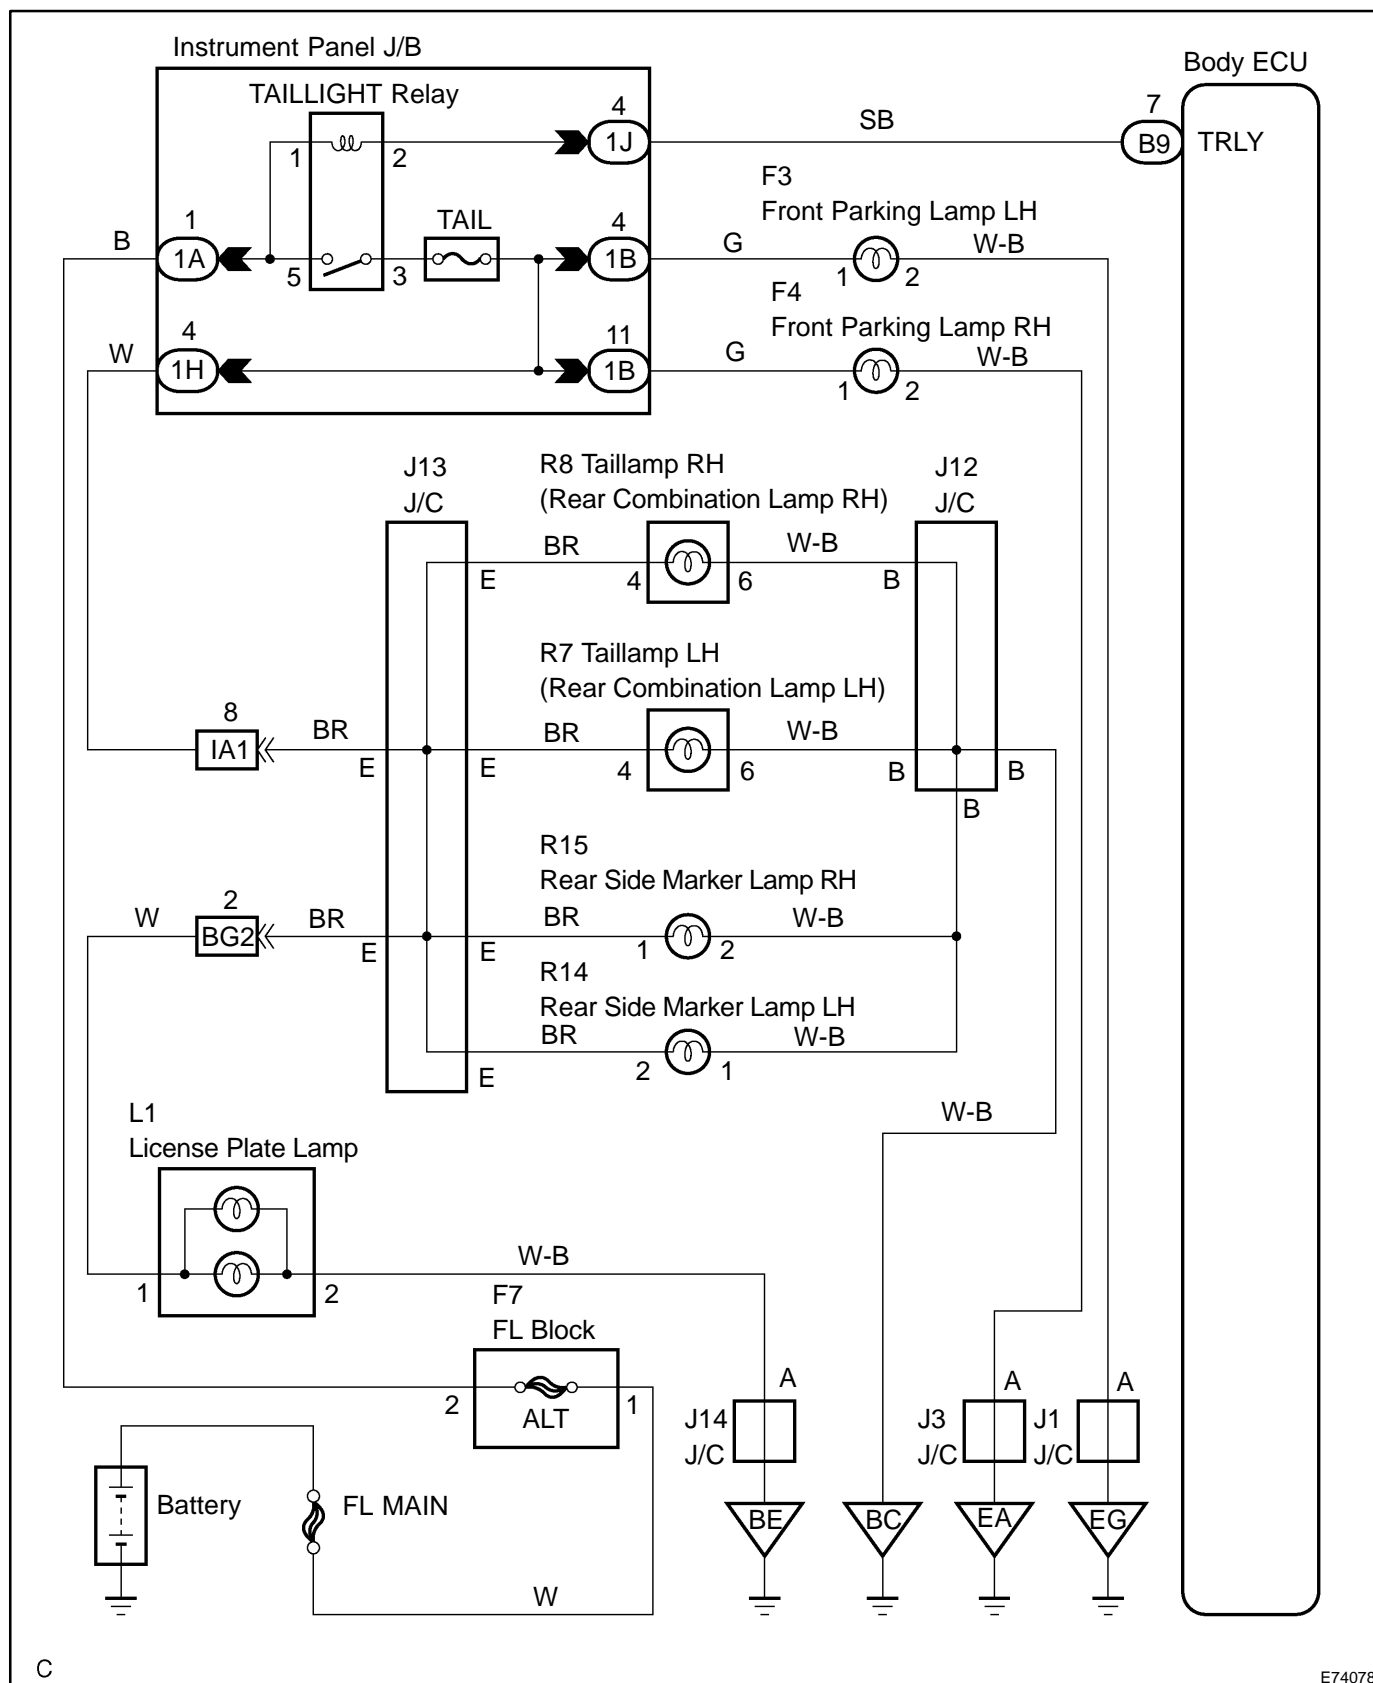 Instrument Panel J/B
Body ECU
TAILLIGHT Relay
4
7
1J
SB
B9
TRLY
1
2
F3
Front Parking Lamp LH
1
TAIL
4
B
1A
5
3
1B
G
1
2
W-B
F4
Front Parking Lamp RH
4
11
W
1H
1B
G
1
2
W-B
J13
J/C
R8 Taillamp RH
(Rear Combination Lamp RH)
J12
J/C
BR
W-B
E
4
6
B
R7 Taillamp LH
(Rear Combination Lamp LH)
8
IA1
BR
BR
W-B
E
E
4
6
B
B
B
R15
Rear Side Marker Lamp RH
2
W
BG2
BR
BR
W-B
E
E
1
2
R14
Rear Side Marker Lamp LH
BR
W-B
E
2
1
L1
License Plate Lamp
W-B
W-B
1
2
F7
FL Block
2
1
ALT
A
A
A
J14
J/C
J3
J/C
J1
J/C
Battery
FL MAIN
BE
BC
EA
EG
W
C
E74078